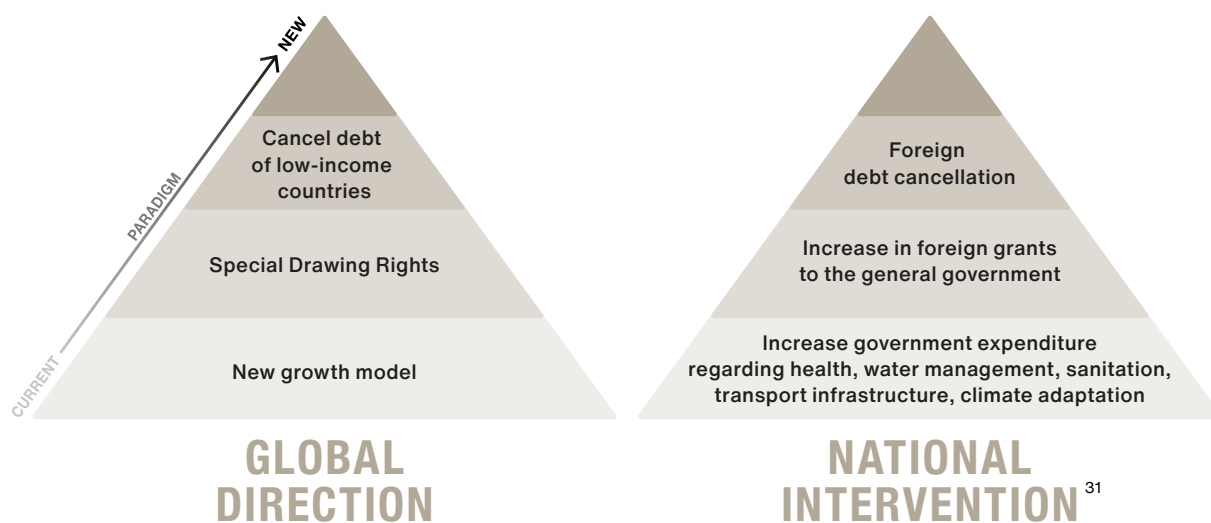 NEW
PARADIGM
CURRENT
Cancel debt
of low-income
countries
Special Drawing Rights
New growth model
GLOBAL
DIRECTION
Foreign
debt cancellation
Increase in foreign grants
to the general government
Increase government expenditure
regarding health, water management, sanitation,
transport infrastructure, climate adaptation
NATIONAL
INTERVENTION 31